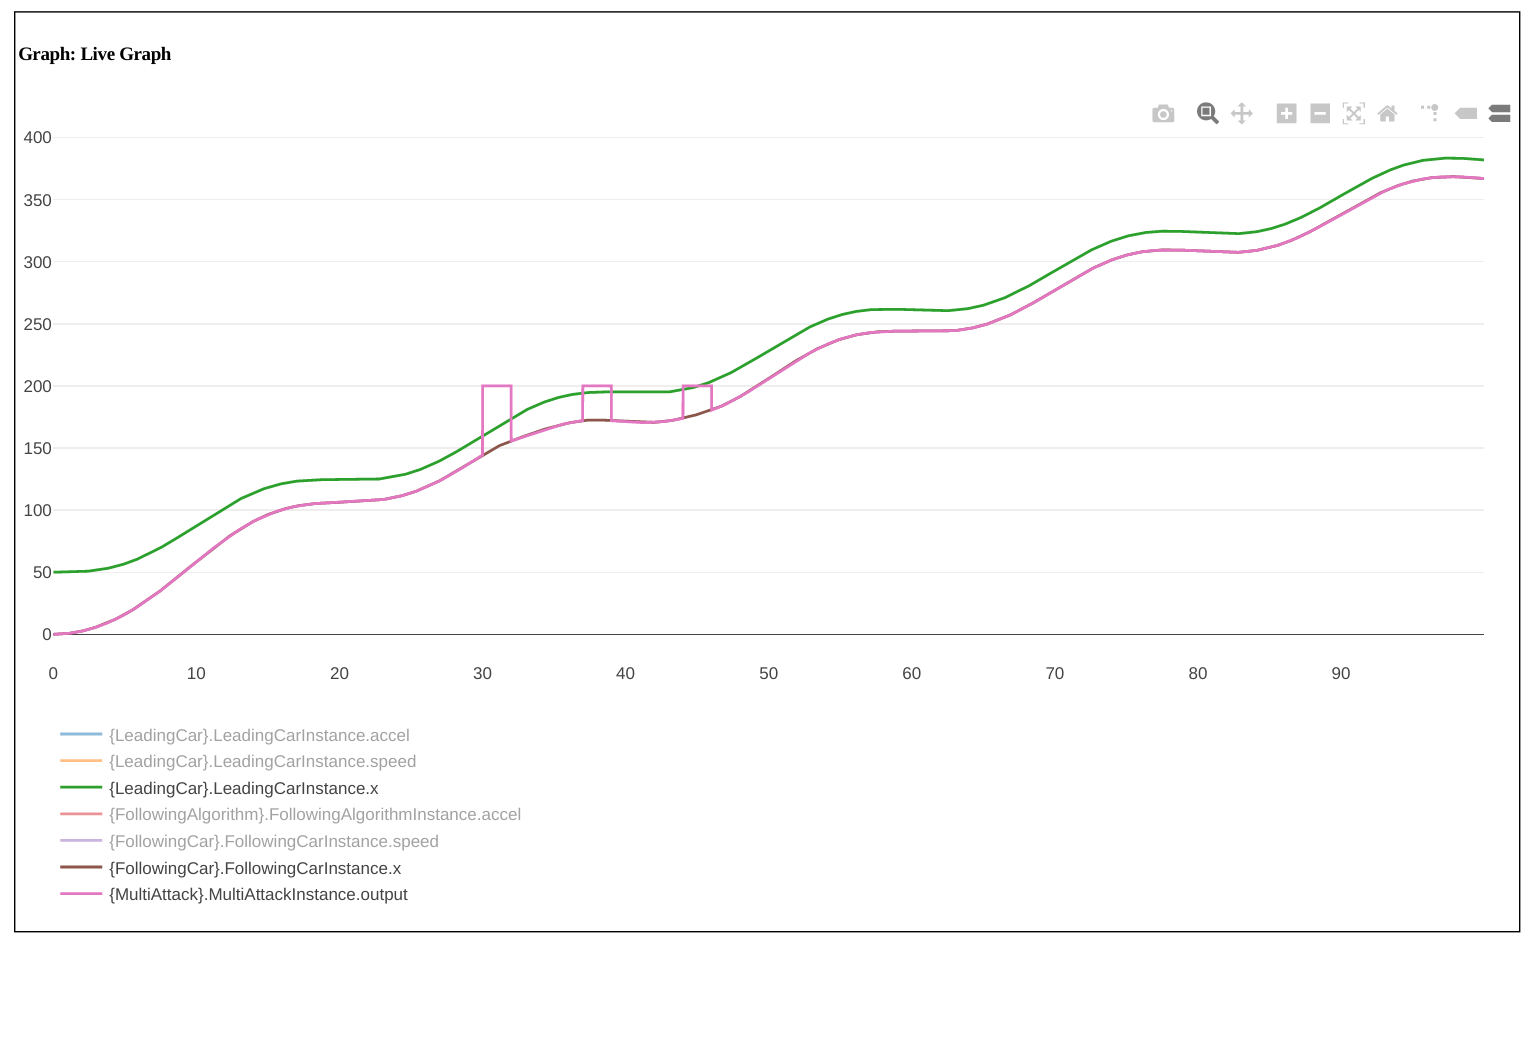 Graph: Live Graph
400
350
300
250
200
150
100
50
0
0 10 20 30 40 50 60 70 80 90
{LeadingCar}.LeadingCarInstance.accel
{LeadingCar}.LeadingCarInstance.speed
{LeadingCar}.LeadingCarInstance.x
{FollowingAlgorithm}.FollowingAlgorithmInstance.accel
{FollowingCar}.FollowingCarInstance.speed
{FollowingCar}.FollowingCarInstance.x
{MultiAttack}.MultiAttackInstance.output